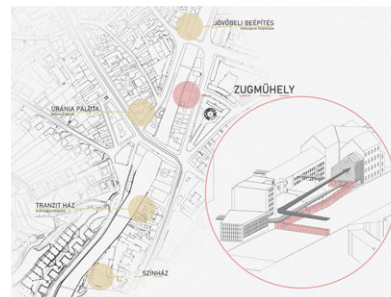 JÖVŐBELI BEÉPÍTÉS
ZUGMŰHELY
URÁNIA PALOTA
TRANZIT HÁZ
SZÍNHÁZ